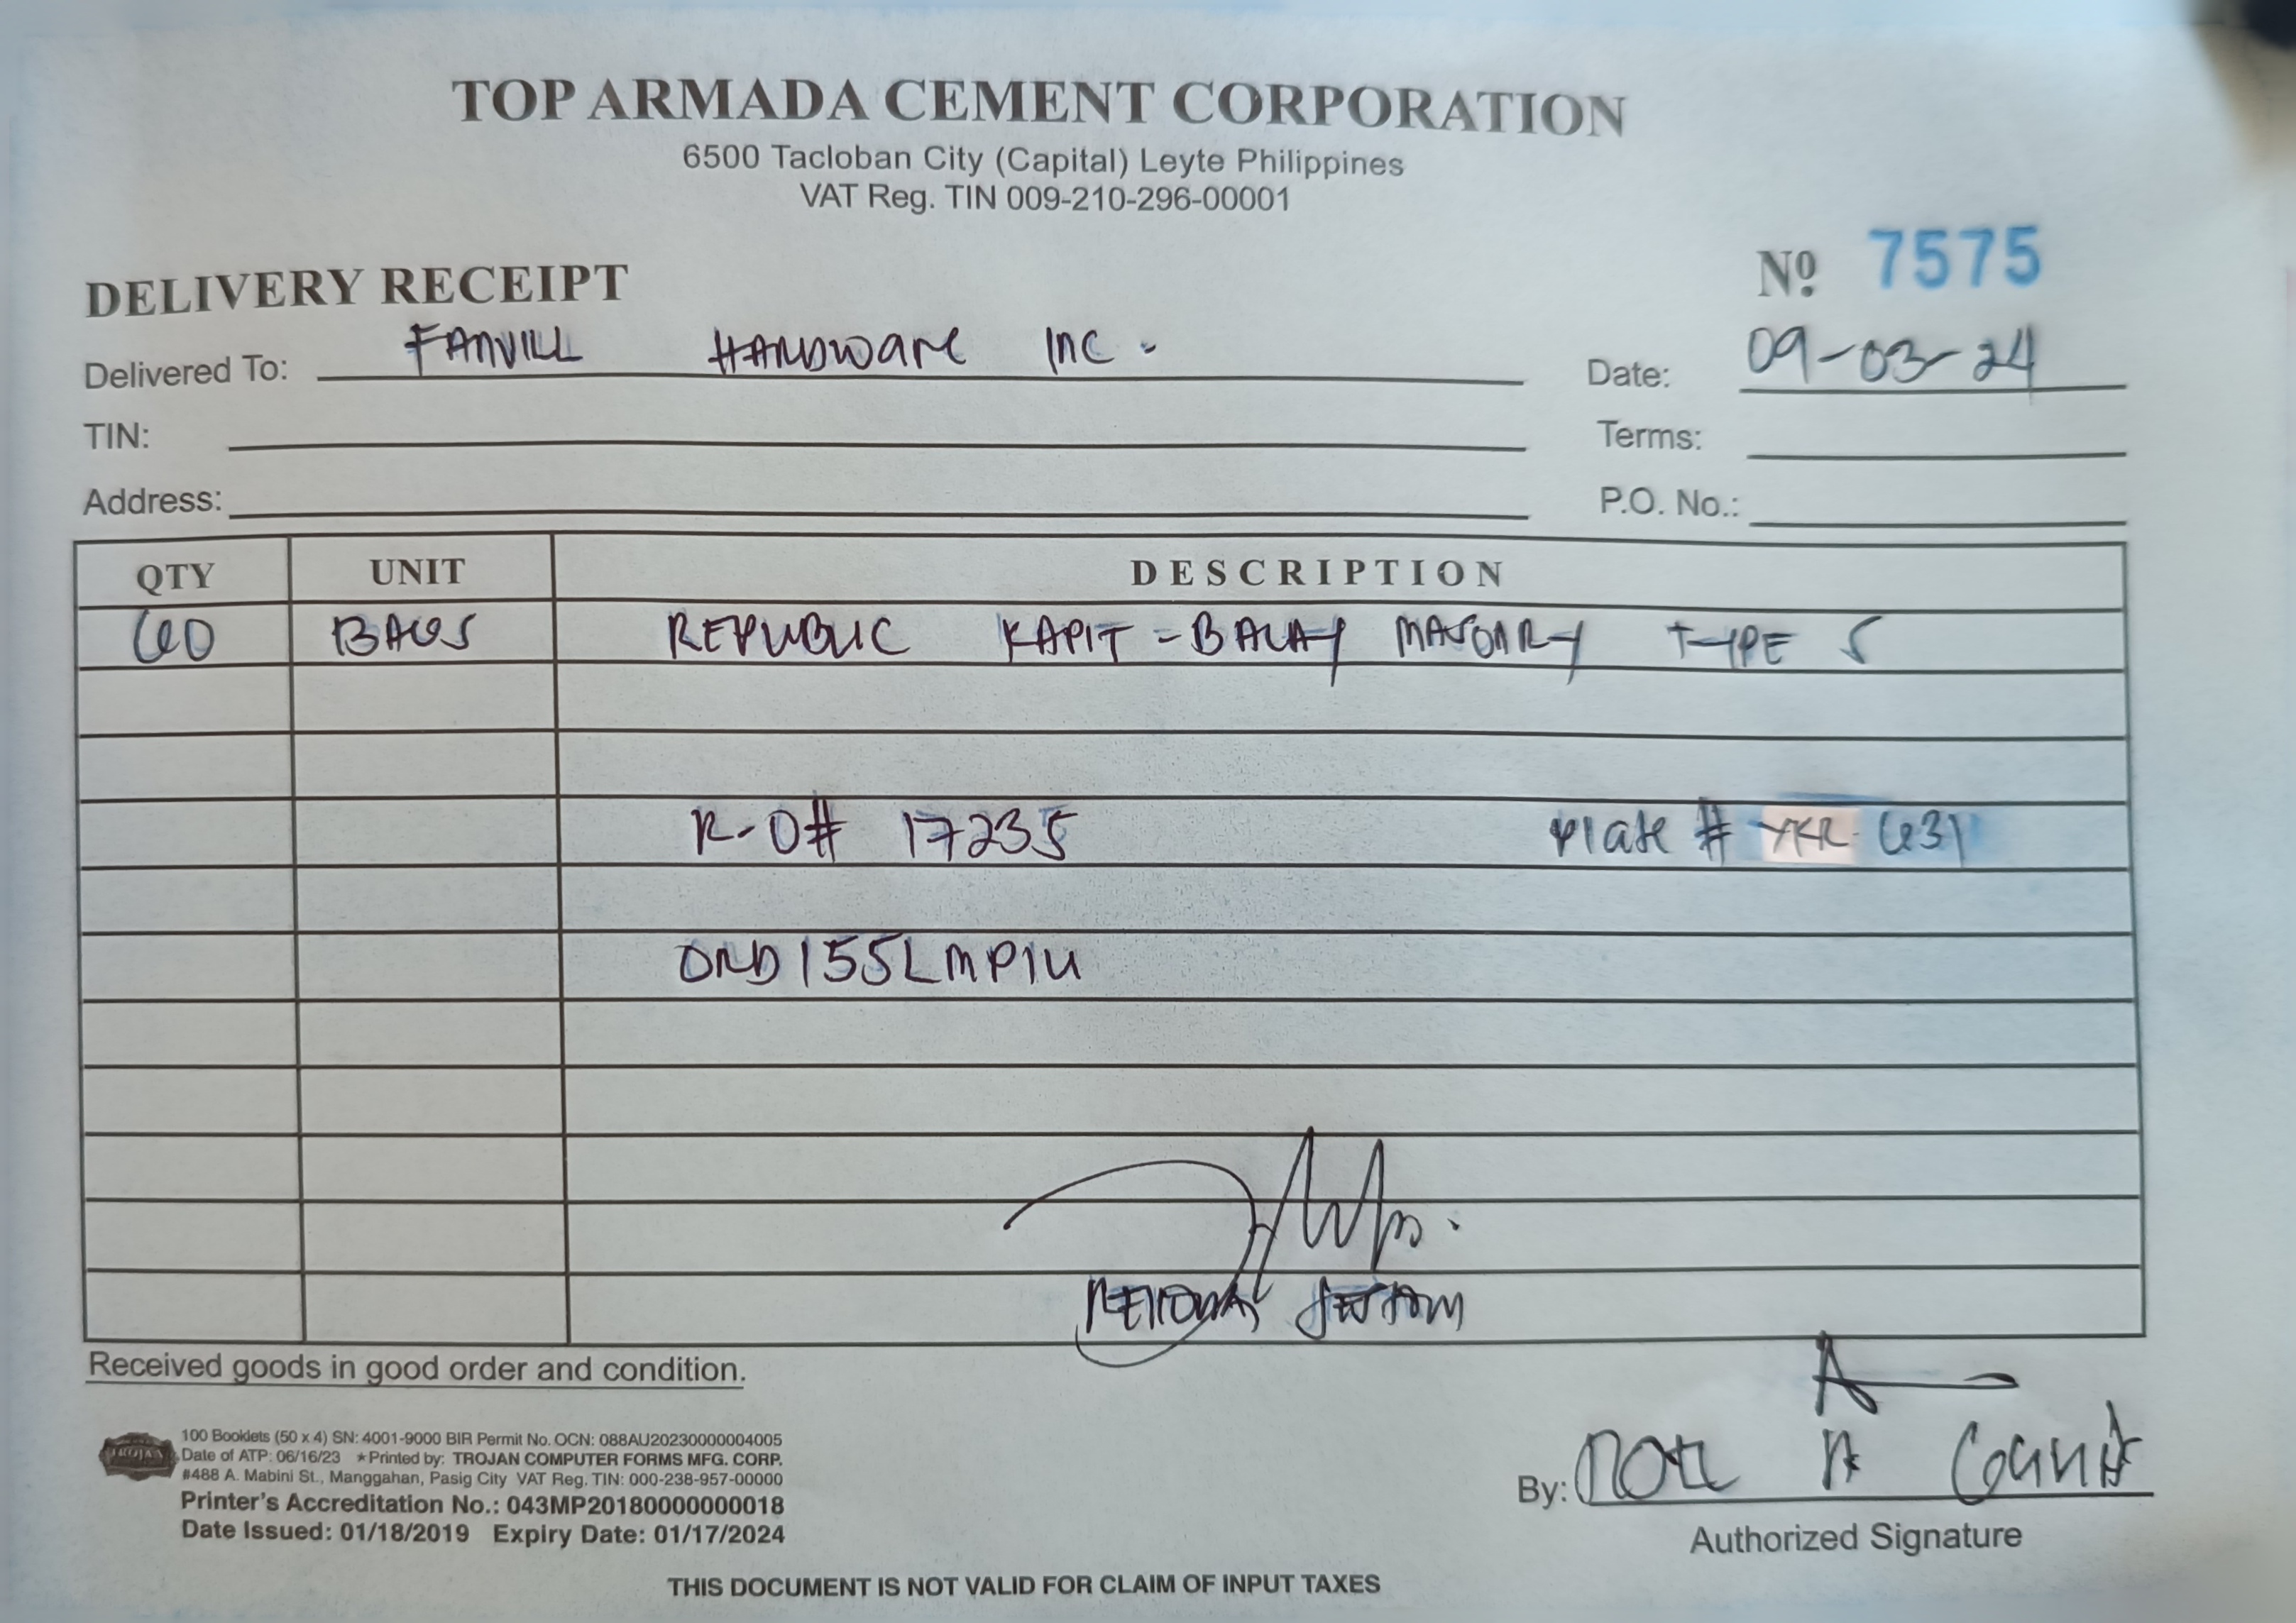 TOP ARMADA CEMENT CORPORATION
6500 Tacloban City (Capital) Leyte Philippines
VAT Reg. TIN 009-210-296-00001
DELIVERY RECEIPT
Nº 7575
Delivered To: FANVILL HARDware Inc.
Date: 09-03-24
TIN:
Terms:
Address:
P.O. No.:
QTY UNIT DESCRIPTION
60 BAGS REPUBLIC KAPIT-BALAY MASONRY TYPE S
R-O# 17235 Plate # YKR 631
ORD155LMP1U
Received goods in good order and condition.
100 Booklets (50 x 4) SN: 4001-9000 BIR Permit No. OCN: 088AU20230000004005
TROJAN
Date of ATP: 06/16/23 *Printed by: TROJAN COMPUTER FORMS MFG. CORP.
#488 A. Mabini St., Manggahan, Pasig City VAT Reg. TIN: 000-238-957-00000
Printer's Accreditation No.: 043MP20180000000018
Date Issued: 01/18/2019 Expiry Date: 01/17/2024
By:
Authorized Signature
THIS DOCUMENT IS NOT VALID FOR CLAIM OF INPUT TAXES